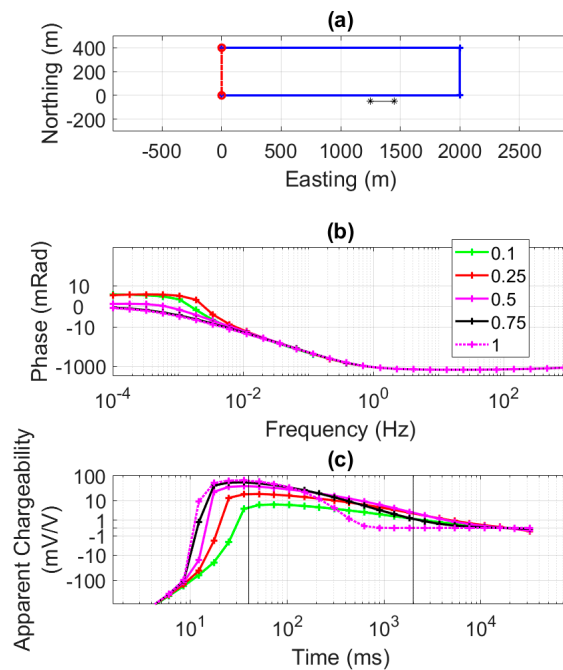 (a)
Northing (m)
400
200
0
-200
-500 0 500 1000 1500 2000 2500
Easting (m)
(b)
Phase (mRad)
10
0
-10
-1000
0.1
0.25
0.5
0.75
1
10^-4 10^-2 10^0 10^2
Frequency (Hz)
(c)
Apparent Chargeability
(mV/V)
100
10
1
-1
-10
-100
10^1 10^2 10^3 10^4
Time (ms)